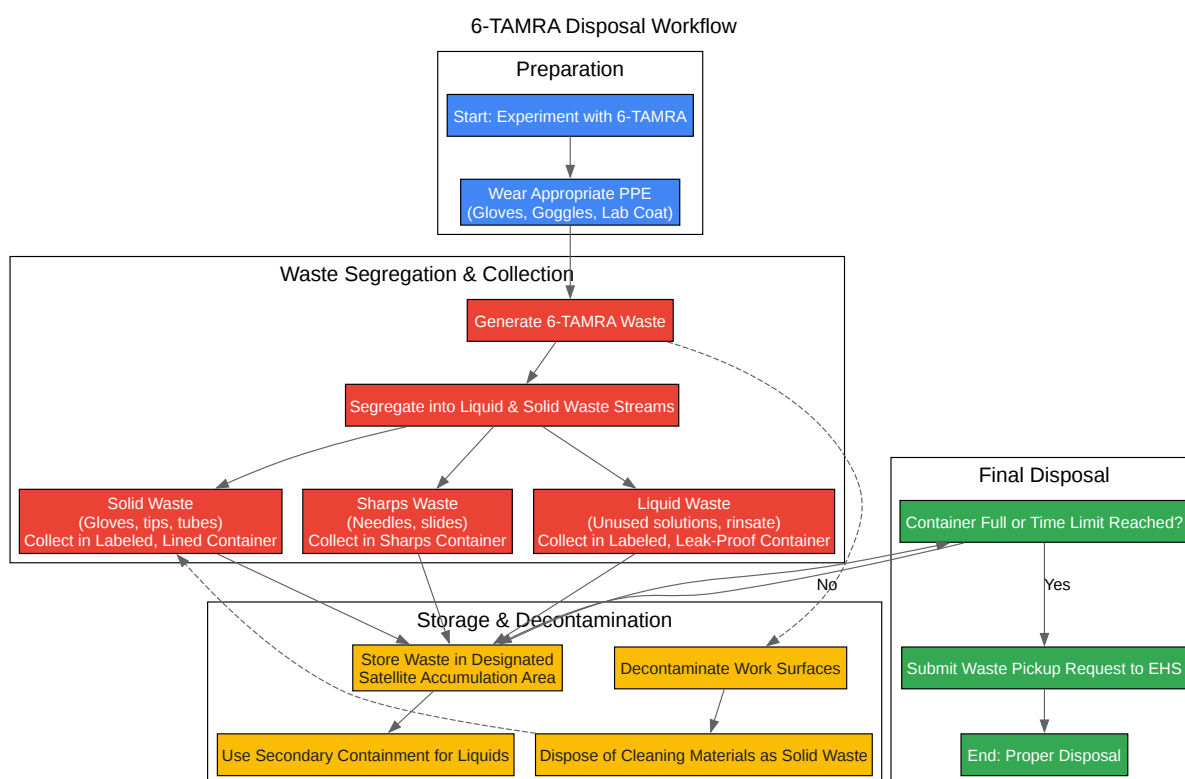 6-TAMRA Disposal Workflow
Preparation
Start: Experiment with 6-TAMRA
Wear Appropriate PPE
(Gloves, Goggles, Lab Coat)
Waste Segregation & Collection
Generate 6-TAMRA Waste
Segregate into Liquid & Solid Waste Streams
Solid Waste
(Gloves, tips, tubes)
Collect in Labeled, Lined Container
Sharps Waste
(Needles, slides)
Collect in Sharps Container
Liquid Waste
(Unused solutions, rinsate)
Collect in Labeled, Leak-Proof Container
Final Disposal
Container Full or Time Limit Reached?
No
Yes
Storage & Decontamination
Store Waste in Designated
Satellite Accumulation Area
Decontaminate Work Surfaces
Submit Waste Pickup Request to EHS
Use Secondary Containment for Liquids
Dispose of Cleaning Materials as Solid Waste
End: Proper Disposal